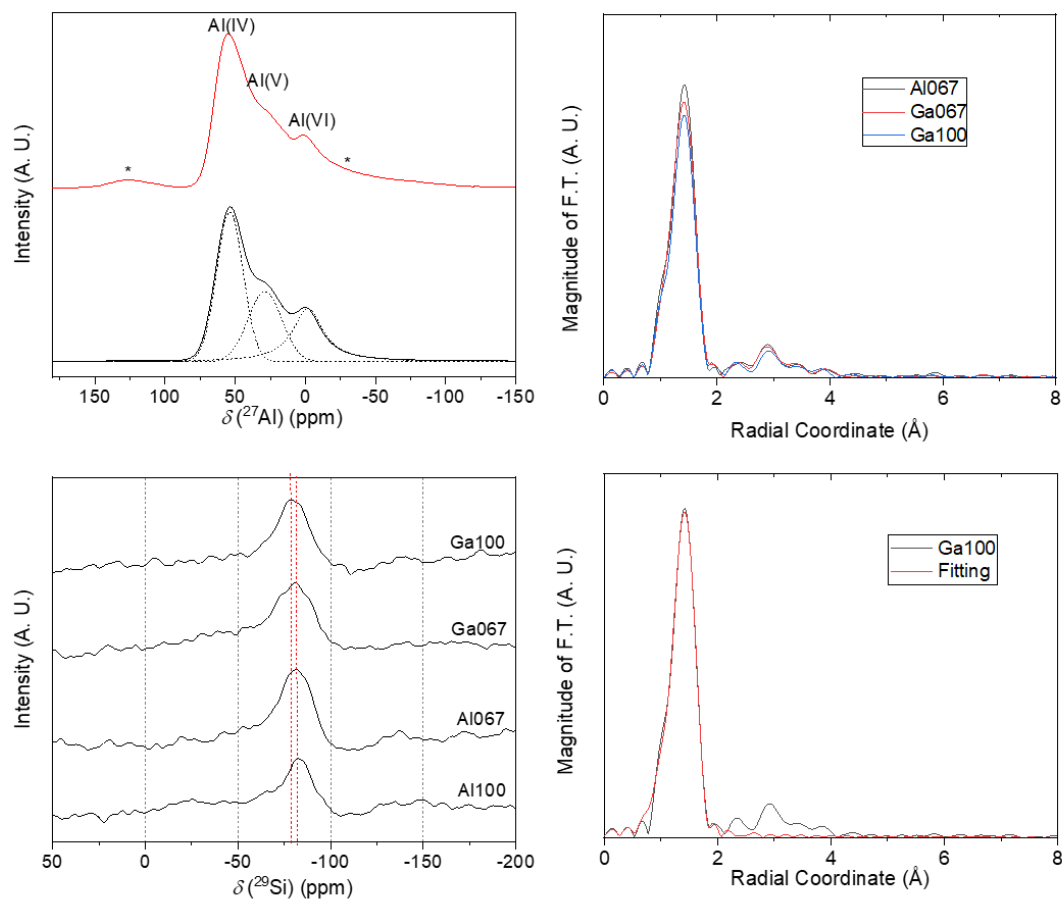 Al(IV)
Al(V)
Al(VI)
*
*
Intensity (A. U.)
150 100 50 0 -50 -100 -150
δ (²⁷Al) (ppm)
Al067
Ga067
Ga100
Magnitude of F.T. (A. U.)
0 2 4 6 8
Radial Coordinate (Å)
Ga100
Ga067
Al067
Al100
Intensity (A. U.)
50 0 -50 -100 -150 -200
δ (²⁹Si) (ppm)
Ga100
Fitting
Magnitude of F.T. (A. U.)
0 2 4 6 8
Radial Coordinate (Å)